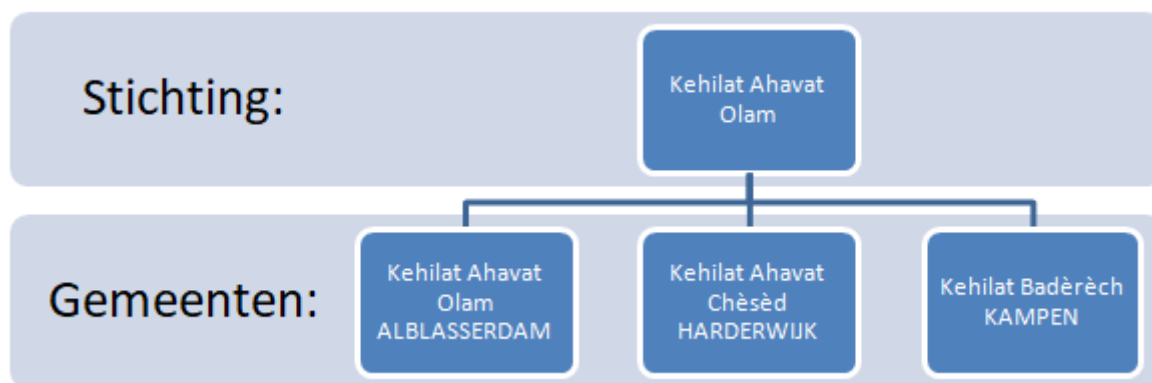 Stichting:
Kehilat Ahavat
Olam
Gemeenten:
Kehilat Ahavat
Olam
ALBLASSERDAM
Kehilat Ahavat
Chèsèd
HARDERWIJK
Kehilat Badèrèch
KAMPEN